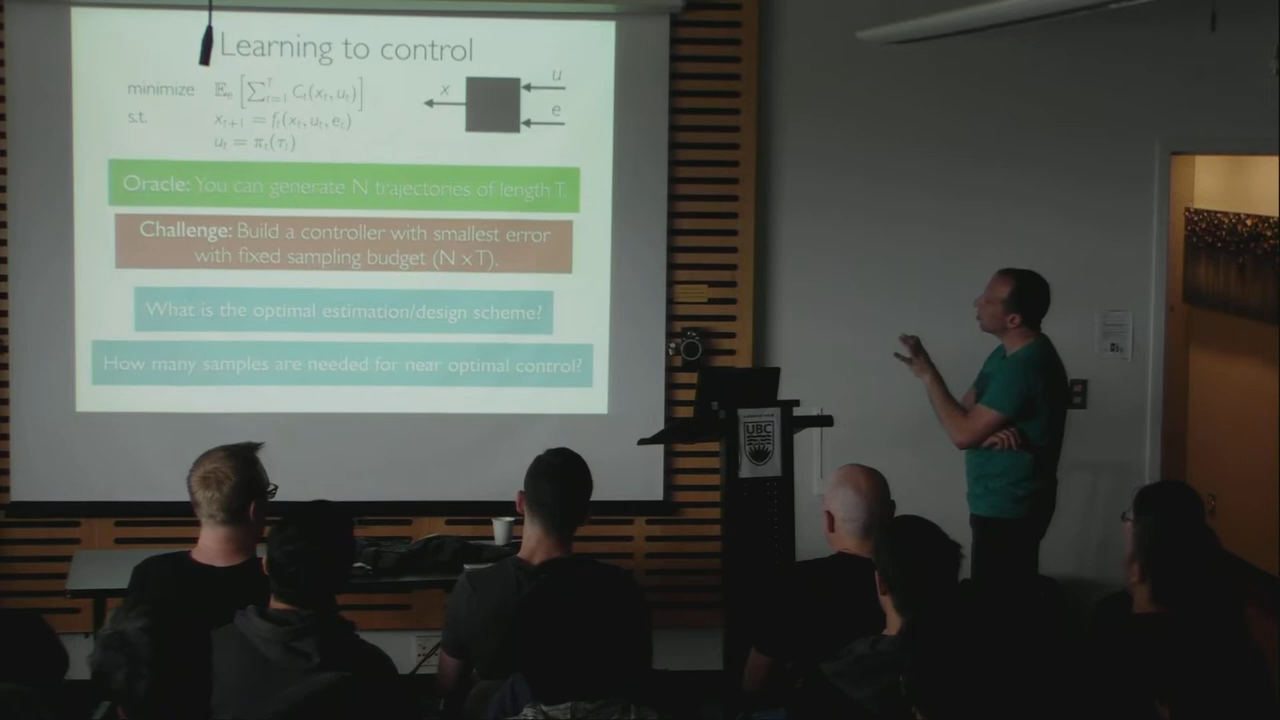 Learning to control
minimize 𝔼ₑ [∑ᵀₜ₌₁ Cₜ(xₜ, uₜ)]
s.t. xₜ₊₁ = fₜ(xₜ, uₜ, eₜ)
uₜ = πₜ(τₜ)
x
u
e
Oracle: You can generate N trajectories of length T.
Challenge: Build a controller with smallest error
with fixed sampling budget (N x T).
What is the optimal estimation/design scheme?
How many samples are needed for near optimal control?
UBC